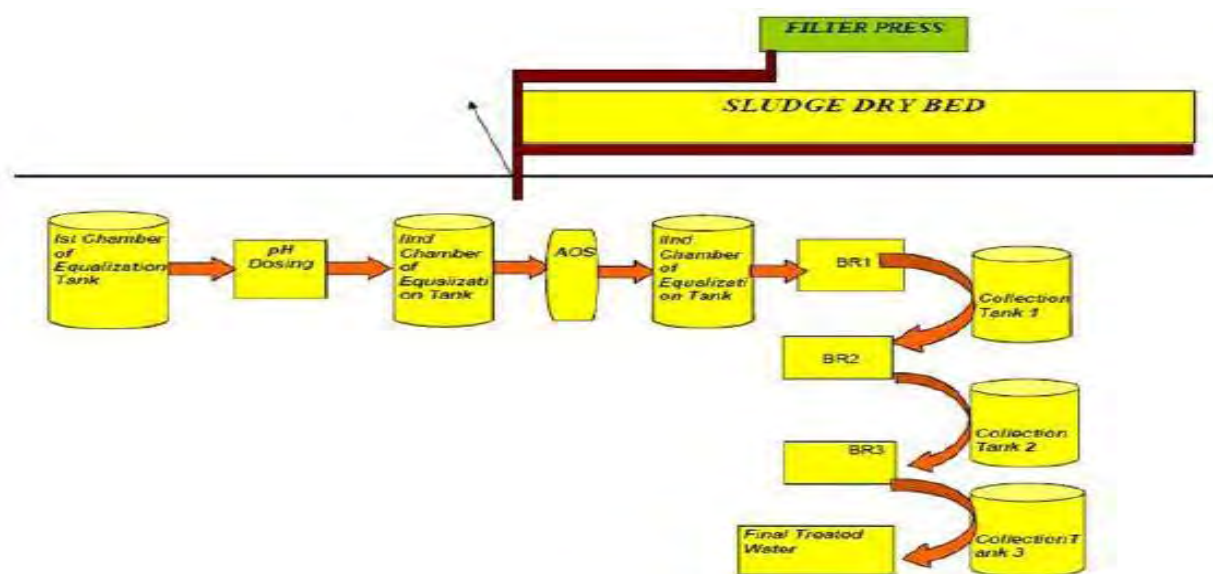 FILTER PRESS
SLUDGE DRY BED
Ist Chamber
of
Equalization
Tank
pH
Dosing
IInd
Chamber
of
Equalizati
on Tank
AOS
IInd
Chamber
of
Equalizati
on Tank
BR1
Collection
Tank 1
BR2
Collection
Tank 2
BR3
Final Treated
Water
CollectionT
ank 3